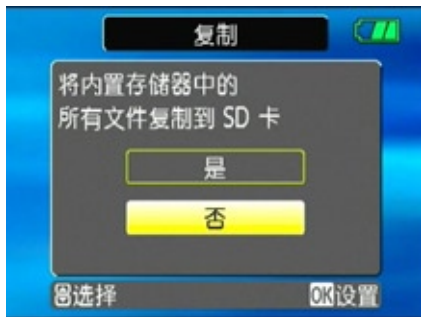 复制
将内置存储器中的
所有文件复制到 SD 卡
是
否
选择
OK设置